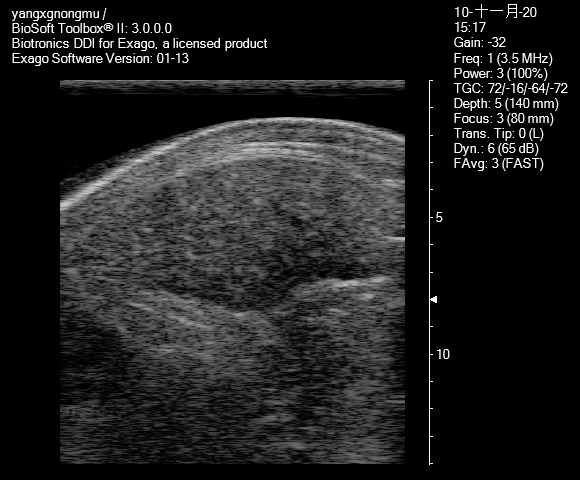 yangxgnongmu /
BioSoft Toolbox® II: 3.0.0.0
Biotronics DDI for Exago, a licensed product
Exago Software Version: 01-13
10-十一月-20
15:17
Gain: -32
Freq: 1 (3.5 MHz)
Power: 3 (100%)
TGC: 72/-16/-64/-72
Depth: 5 (140 mm)
Focus: 3 (80 mm)
Trans. Tip: 0 (L)
Dyn.: 6 (65 dB)
FAvg: 3 (FAST)
5
10